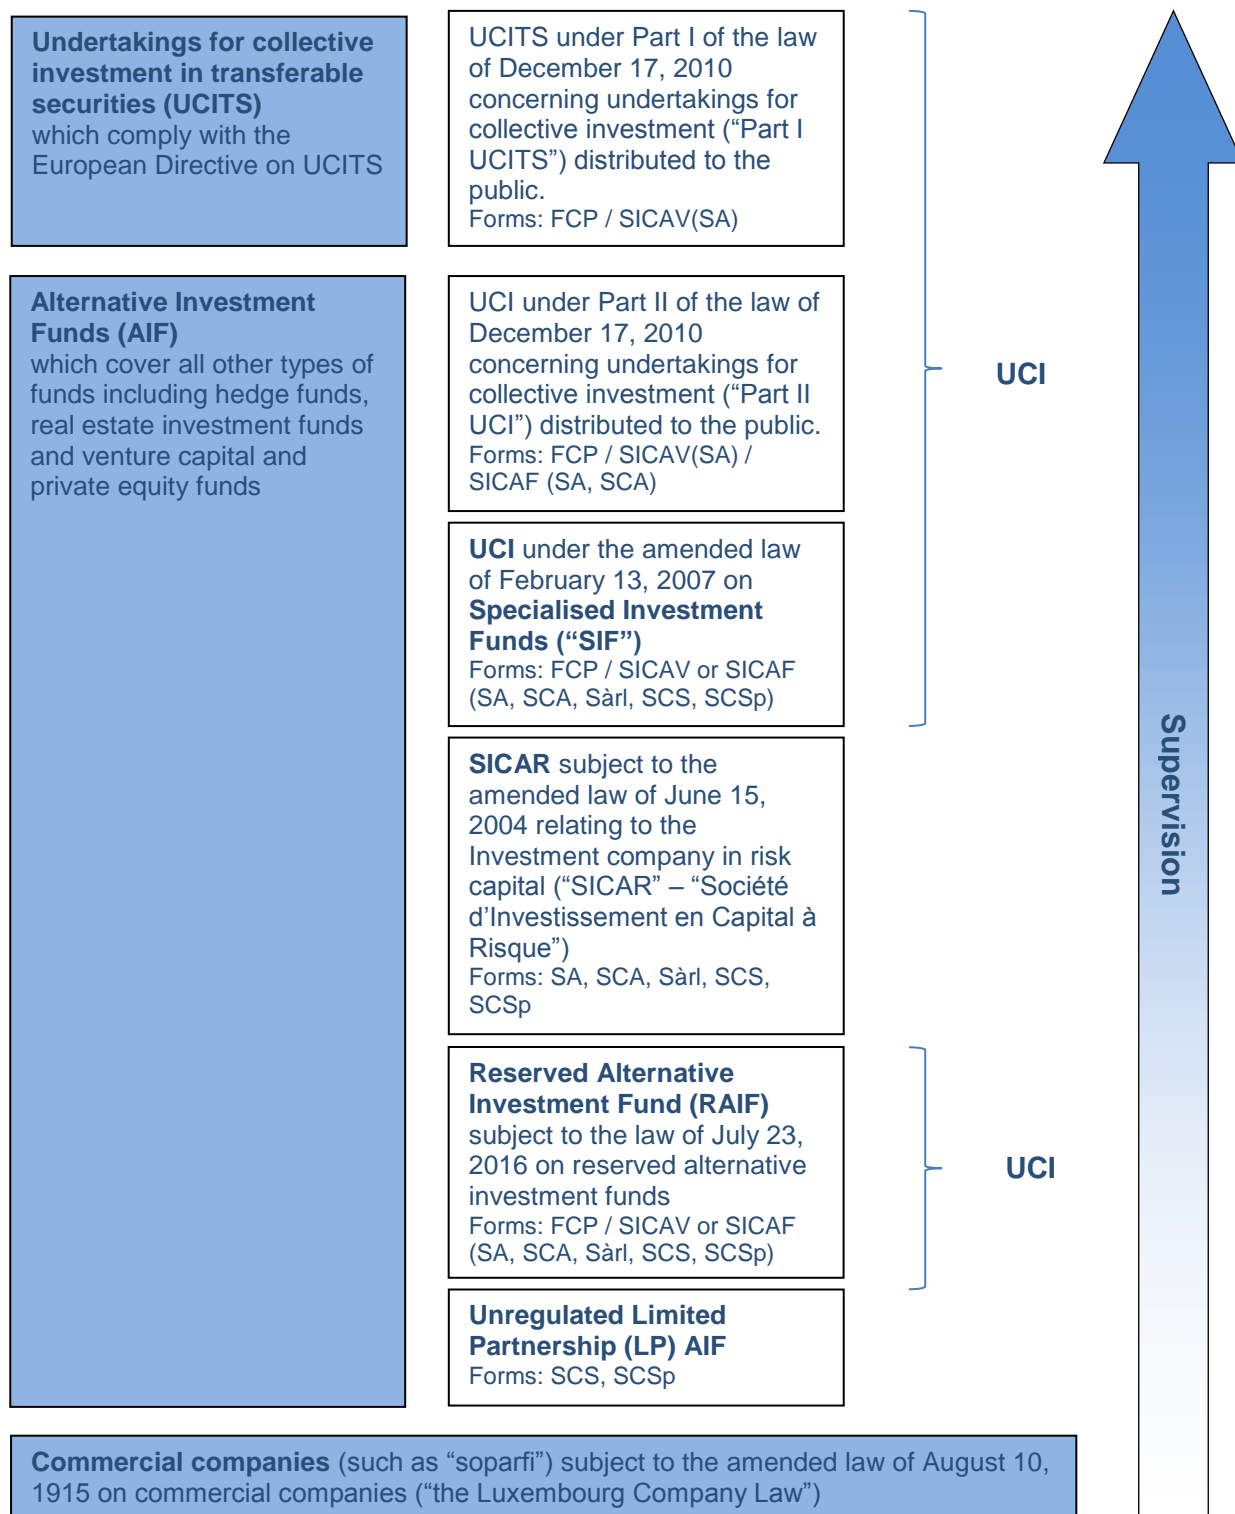 Undertakings for collective
investment in transferable
securities (UCITS)
which comply with the
European Directive on UCITS
UCITS under Part I of the law
of December 17, 2010
concerning undertakings for
collective investment (“Part I
UCITS”) distributed to the
public.
Forms: FCP / SICAV(SA)
Alternative Investment
Funds (AIF)
which cover all other types of
funds including hedge funds,
real estate investment funds
and venture capital and
private equity funds
UCI under Part II of the law of
December 17, 2010
concerning undertakings for
collective investment (“Part II
UCI”) distributed to the public.
Forms: FCP / SICAV(SA) /
SICAF (SA, SCA)
UCI under the amended law
of February 13, 2007 on
Specialised Investment
Funds (“SIF”)
Forms: FCP / SICAV or SICAF
(SA, SCA, Sàrl, SCS, SCSp)
UCI
SICAR subject to the
amended law of June 15,
2004 relating to the
Investment company in risk
capital (“SICAR” – “Société
d’Investissement en Capital à
Risque”)
Forms: SA, SCA, Sàrl, SCS,
SCSp
Reserved Alternative
Investment Fund (RAIF)
subject to the law of July 23,
2016 on reserved alternative
investment funds
Forms: FCP / SICAV or SICAF
(SA, SCA, Sàrl, SCS, SCSp)
UCI
Unregulated Limited
Partnership (LP) AIF
Forms: SCS, SCSp
Supervision
Commercial companies (such as “soparfi”) subject to the amended law of August 10,
1915 on commercial companies (“the Luxembourg Company Law”)